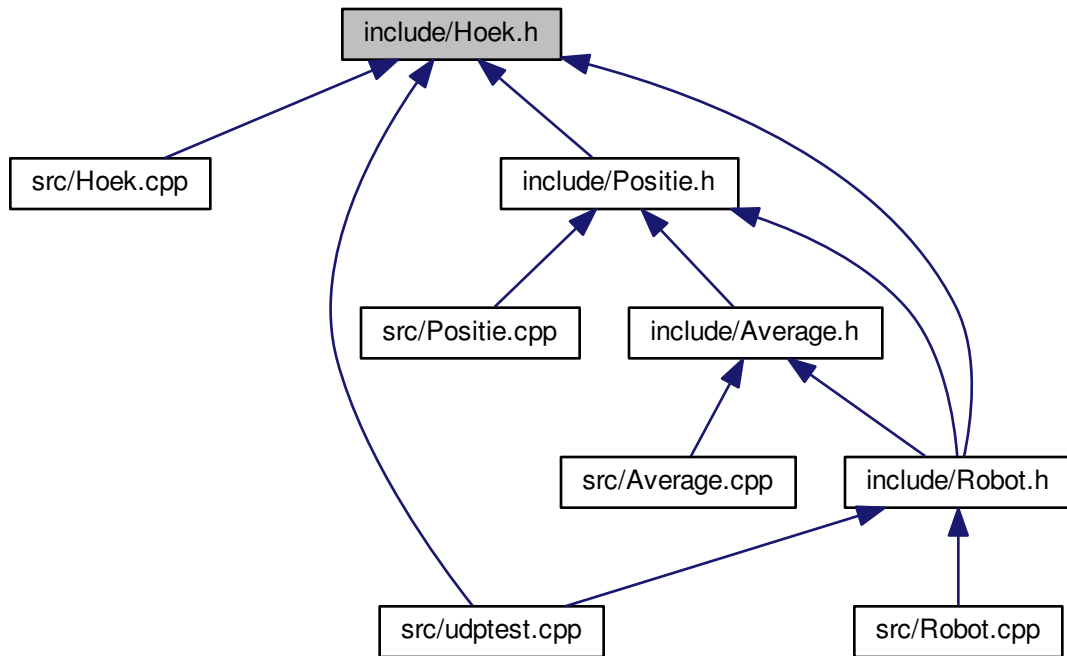 include/Hoek.h
src/Hoek.cpp
include/Positie.h
src/Positie.cpp
include/Average.h
src/Average.cpp
include/Robot.h
src/udptest.cpp
src/Robot.cpp